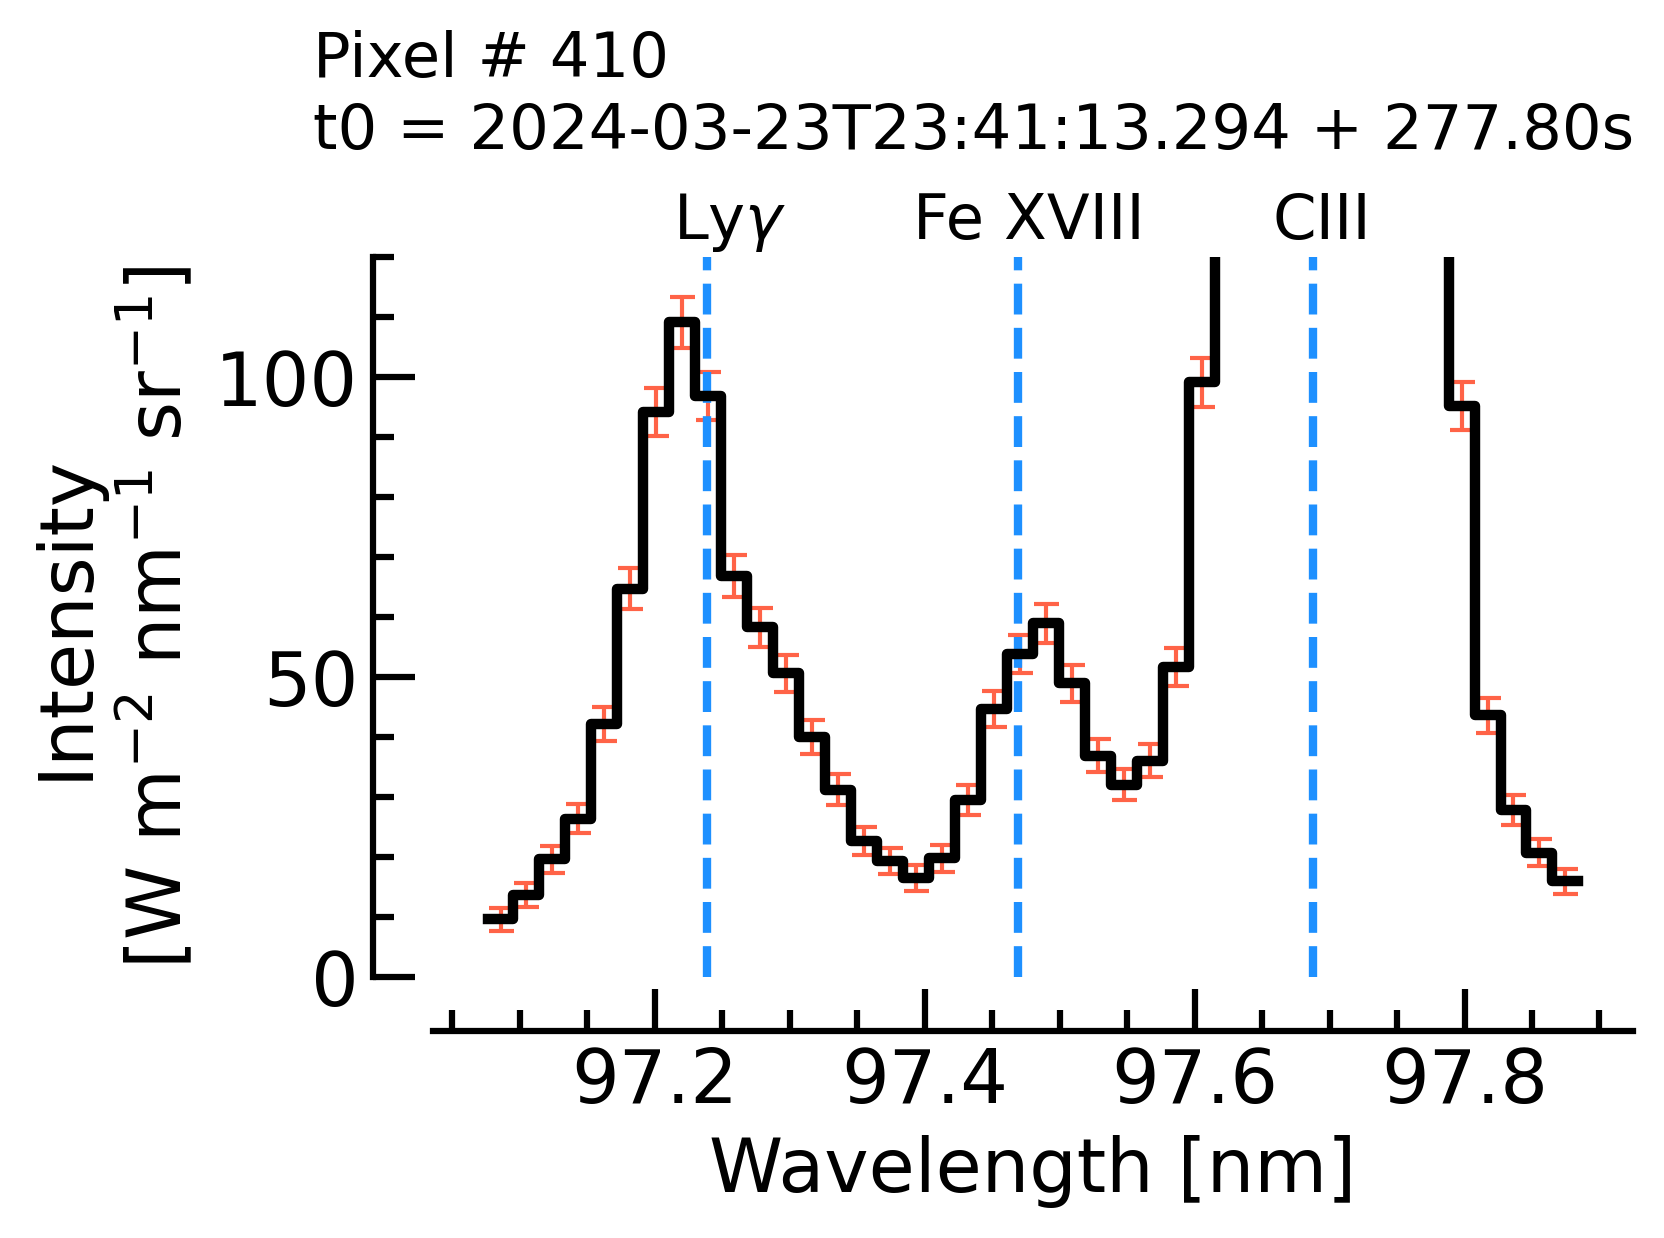 Pixel # 410
t0 = 2024-03-23T23:41:13.294 + 277.80s
Lyγ Fe XVIII CIII
Intensity
[W m⁻² nm⁻¹ sr⁻¹]
100
50
0
97.2 97.4 97.6 97.8
Wavelength [nm]